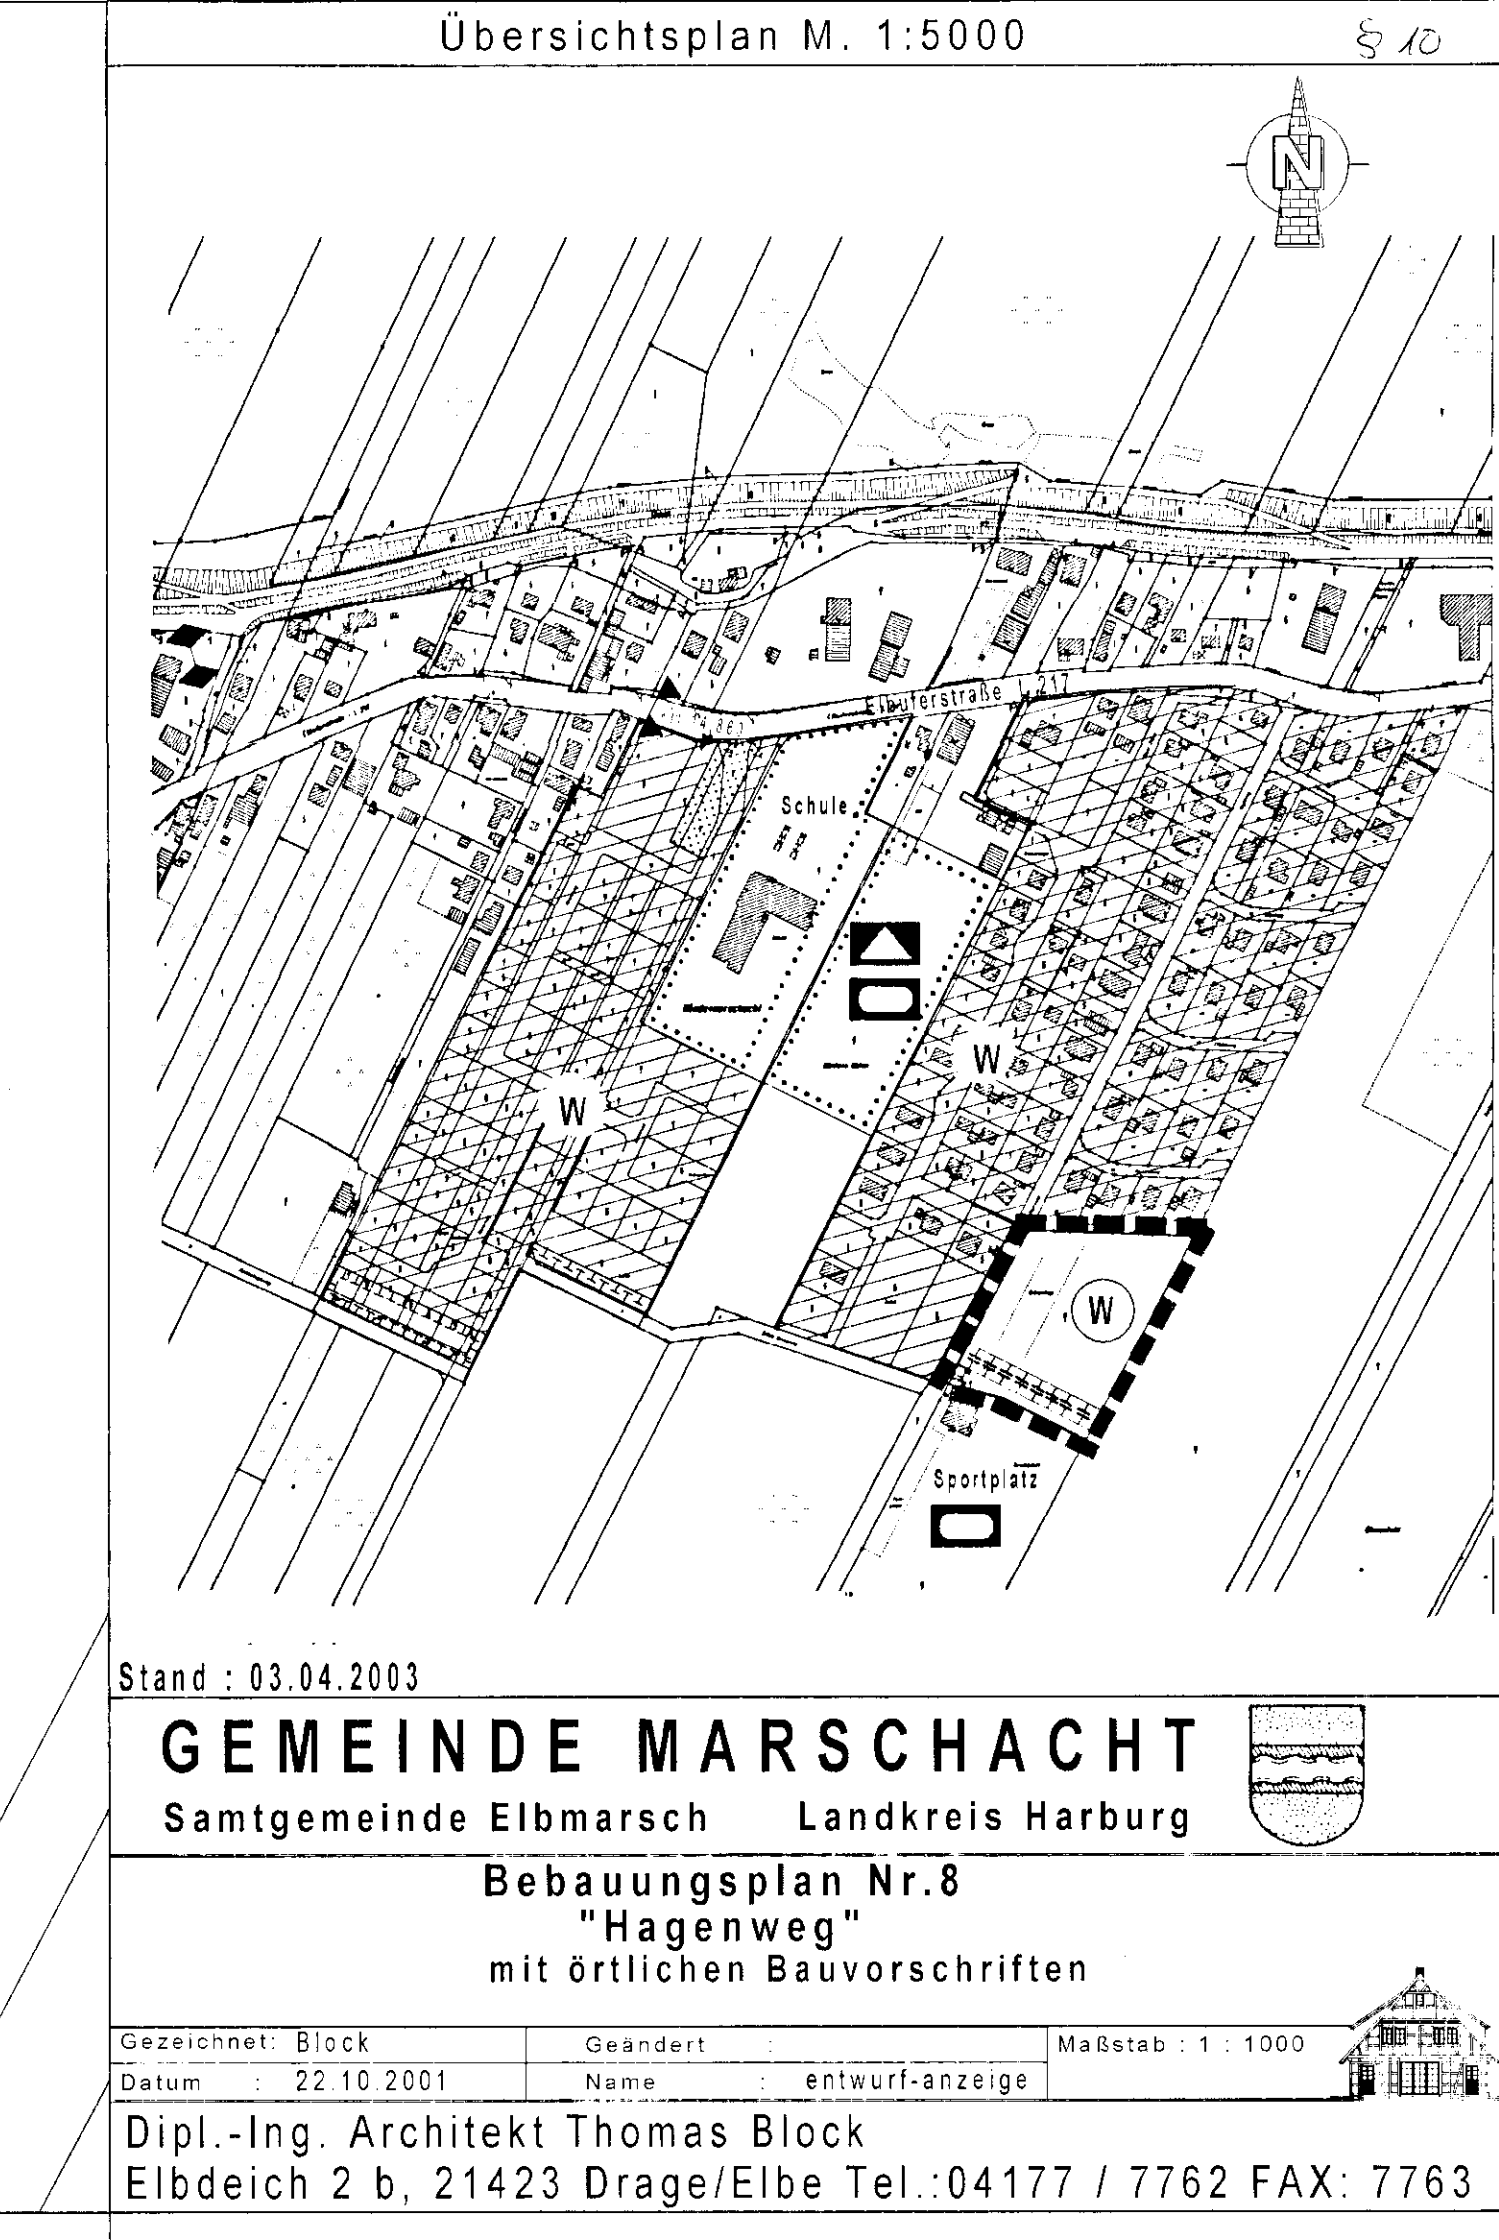 Übersichtsplan M. 1:5000
§ 10
N
Elbuferstraße L 217
Schule
W
W
W
Sportplatz
Stand : 03.04.2003
GEMEINDE MARSCHACHT
Samtgemeinde Elbmarsch Landkreis Harburg
Bebauungsplan Nr.8
"Hagenweg"
mit örtlichen Bauvorschriften
Gezeichnet: Block
Geändert :
Maßstab : 1 : 1000
Datum : 22.10.2001
Name : entwurf-anzeige
Dipl.-Ing. Architekt Thomas Block
Elbdeich 2 b, 21423 Drage/Elbe Tel.:04177 / 7762 FAX: 7763